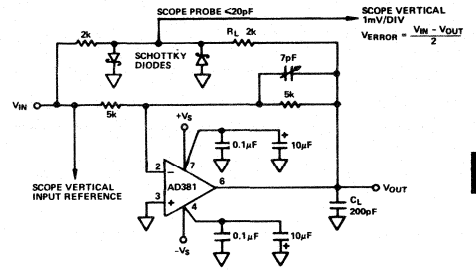 SCOPE PROBE <20pF
SCOPE VERTICAL
1mV/DIV
V_ERROR = (V_IN − V_OUT) / 2
2k
R_L 2k
SCHOTTKY
DIODES
7pF
V_IN
5k
5k
+V_S
0.1μF
+
10μF
SCOPE VERTICAL
INPUT REFERENCE
2
−
7
AD381
6
3
+
4
V_OUT
C_L
200pF
0.1μF
10μF
+
−V_S